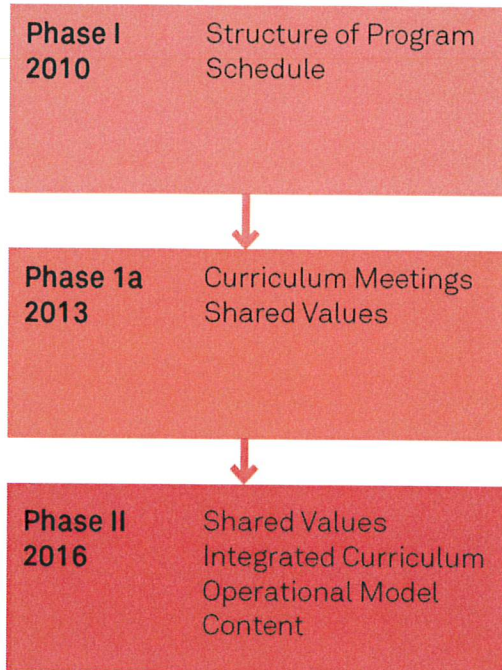 Phase I Structure of Program
2010 Schedule
Phase 1a Curriculum Meetings
2013 Shared Values
Phase II Shared Values
2016 Integrated Curriculum
Operational Model
Content